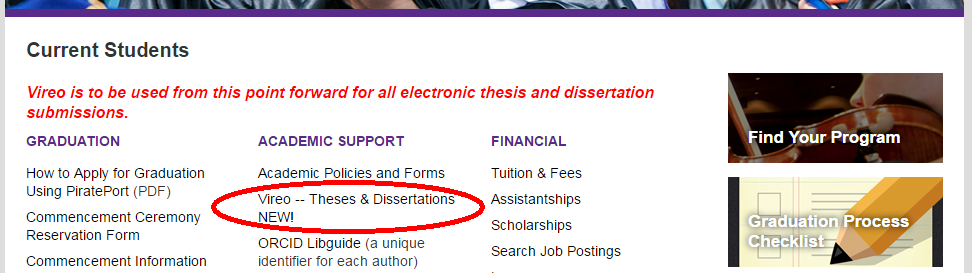 Current Students
Vireo is to be used from this point forward for all electronic thesis and dissertation
submissions.
GRADUATION
How to Apply for Graduation
Using PiratePort (PDF)
Commencement Ceremony
Reservation Form
Commencement Information
ACADEMIC SUPPORT
Academic Policies and Forms
Vireo -- Theses & Dissertations
NEW!
ORCID Libguide (a unique
identifier for each author)
FINANCIAL
Tuition & Fees
Assistantships
Scholarships
Search Job Postings
Find Your Program
Graduation Process
Checklist